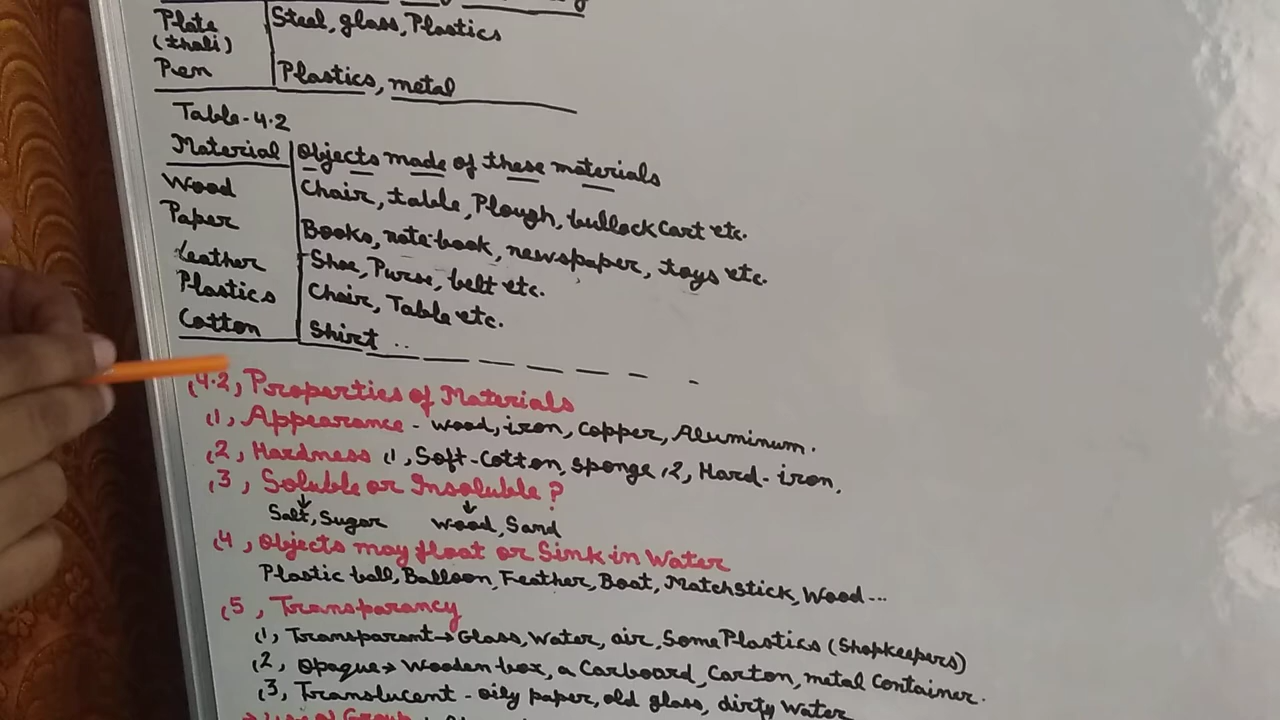 Plate | Steel, glass, Plastics
(thali)
Pen | Plastics, metal
Table-4.2
Material | Objects made of these materials
Wood | Chair, table, Plough, bullock Cart etc.
Paper | Books, note-book, newspaper, toys etc.
Leather | Shoe, Purse, belt etc.
Plastics | Chair, Table etc.
Cotton | Shirt ..
(4.2) Properties of Materials
(1) Appearance - wood, iron, Copper, Aluminum.
(2) Hardness (1) Soft-Cotton, sponge (2) Hard-iron.
(3) Soluble or Insoluble?
↓ ↓
Salt, Sugar wood, Sand
(4) Objects may float or Sink in Water
Plastic ball, Balloon, Feather, Boat, Matchstick, Wood...
(5) Transparancy
(1) Transparant→Glass, Water, air, Some Plastics (Shopkeepers)
(2) Opaque→ Wooden box, a Carboard, Carton, metal Container.
(3) Translucent - oily paper, old glass, dirty Water